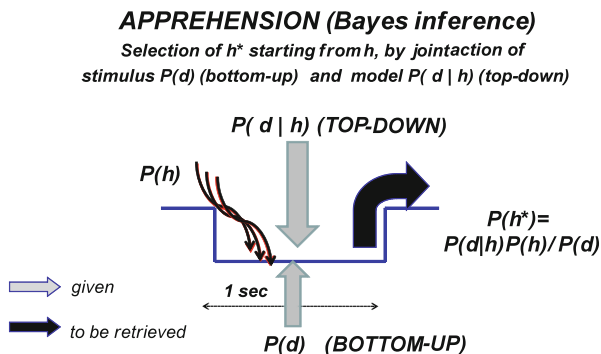 APPREHENSION (Bayes inference)
Selection of h* starting from h, by jointaction of
stimulus P(d) (bottom-up) and model P( d | h) (top-down)
P( d | h) (TOP-DOWN)
P(h)
P(h*)=
P(d|h)P(h)/P(d)
given
1 sec
to be retrieved
P(d) (BOTTOM-UP)